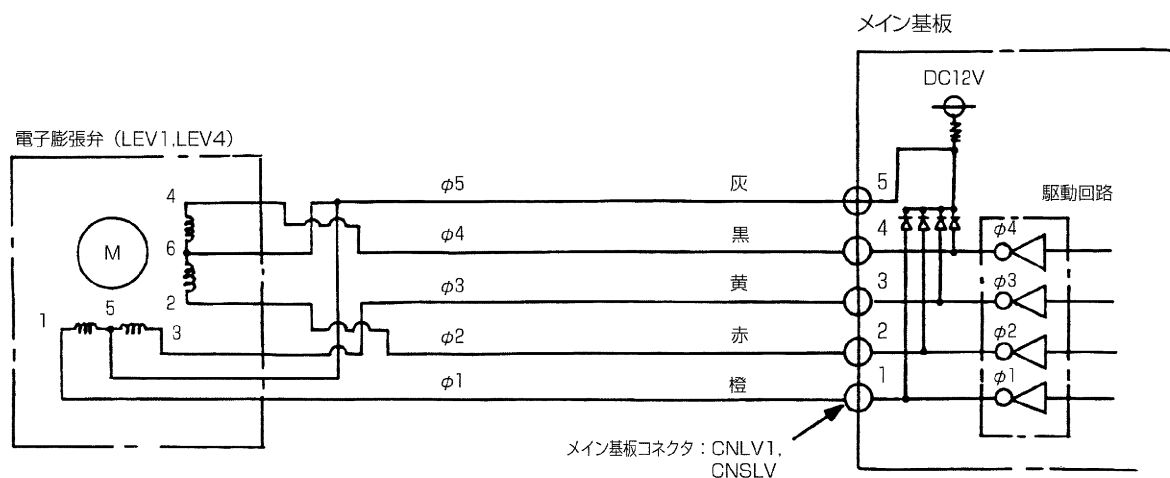 メイン基板
DC12V
電子膨張弁（LEV1,LEV4）
駆動回路
4
φ5
灰
5
φ4
黒
4
φ4
6
M
φ3
黄
3
φ3
2
5
1
3
φ2
赤
2
φ2
φ1
橙
1
φ1
メイン基板コネクタ：CNLV1,
CNSLV